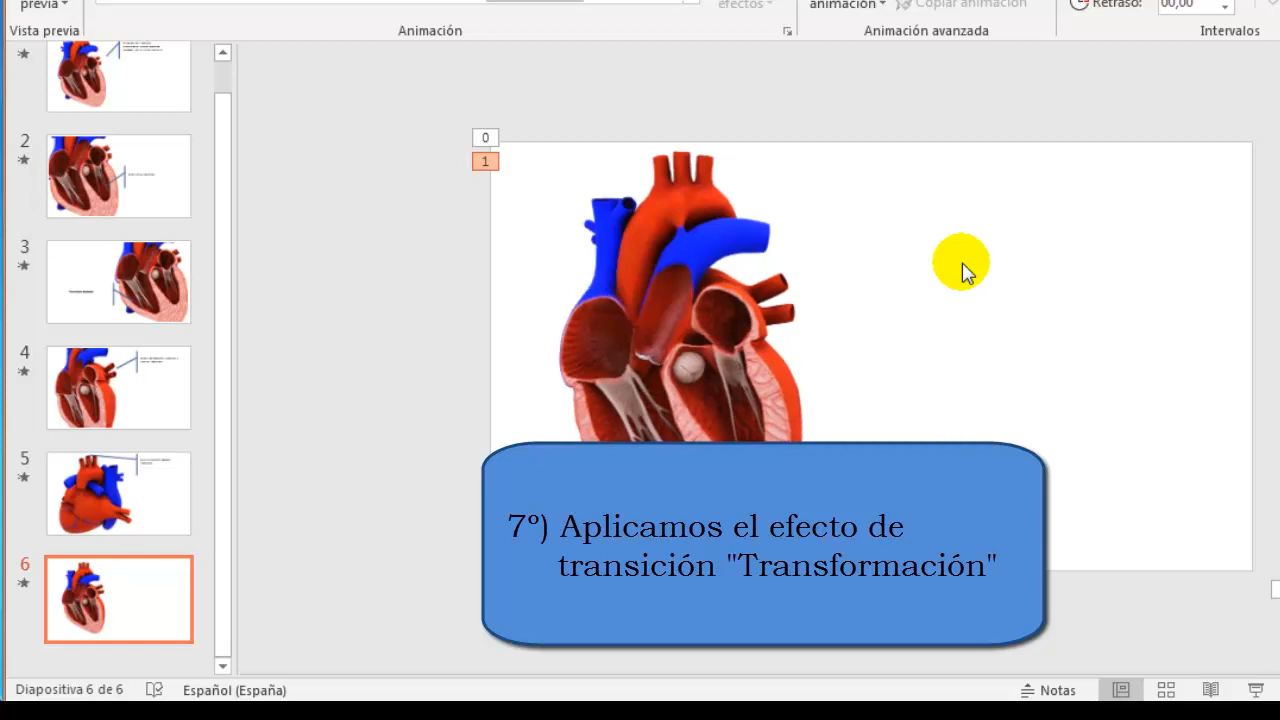 previa
efectos
animación
Copiar animación
Retraso:
00,00
Vista previa
Animación
Animación avanzada
Intervalos
2
3
4
5
6
0
1
7º) Aplicamos el efecto de
transición "Transformación"
Diapositiva 6 de 6
Español (España)
Notas